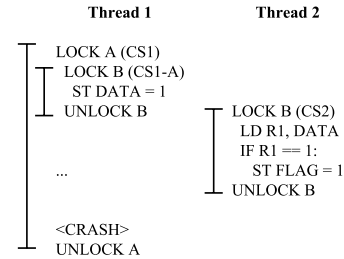 Thread 1
LOCK A (CS1)
LOCK B (CS1-A)
ST DATA = 1
UNLOCK B
...
<CRASH>
UNLOCK A
Thread 2
LOCK B (CS2)
LD R1, DATA
IF R1 == 1:
ST FLAG = 1
UNLOCK B